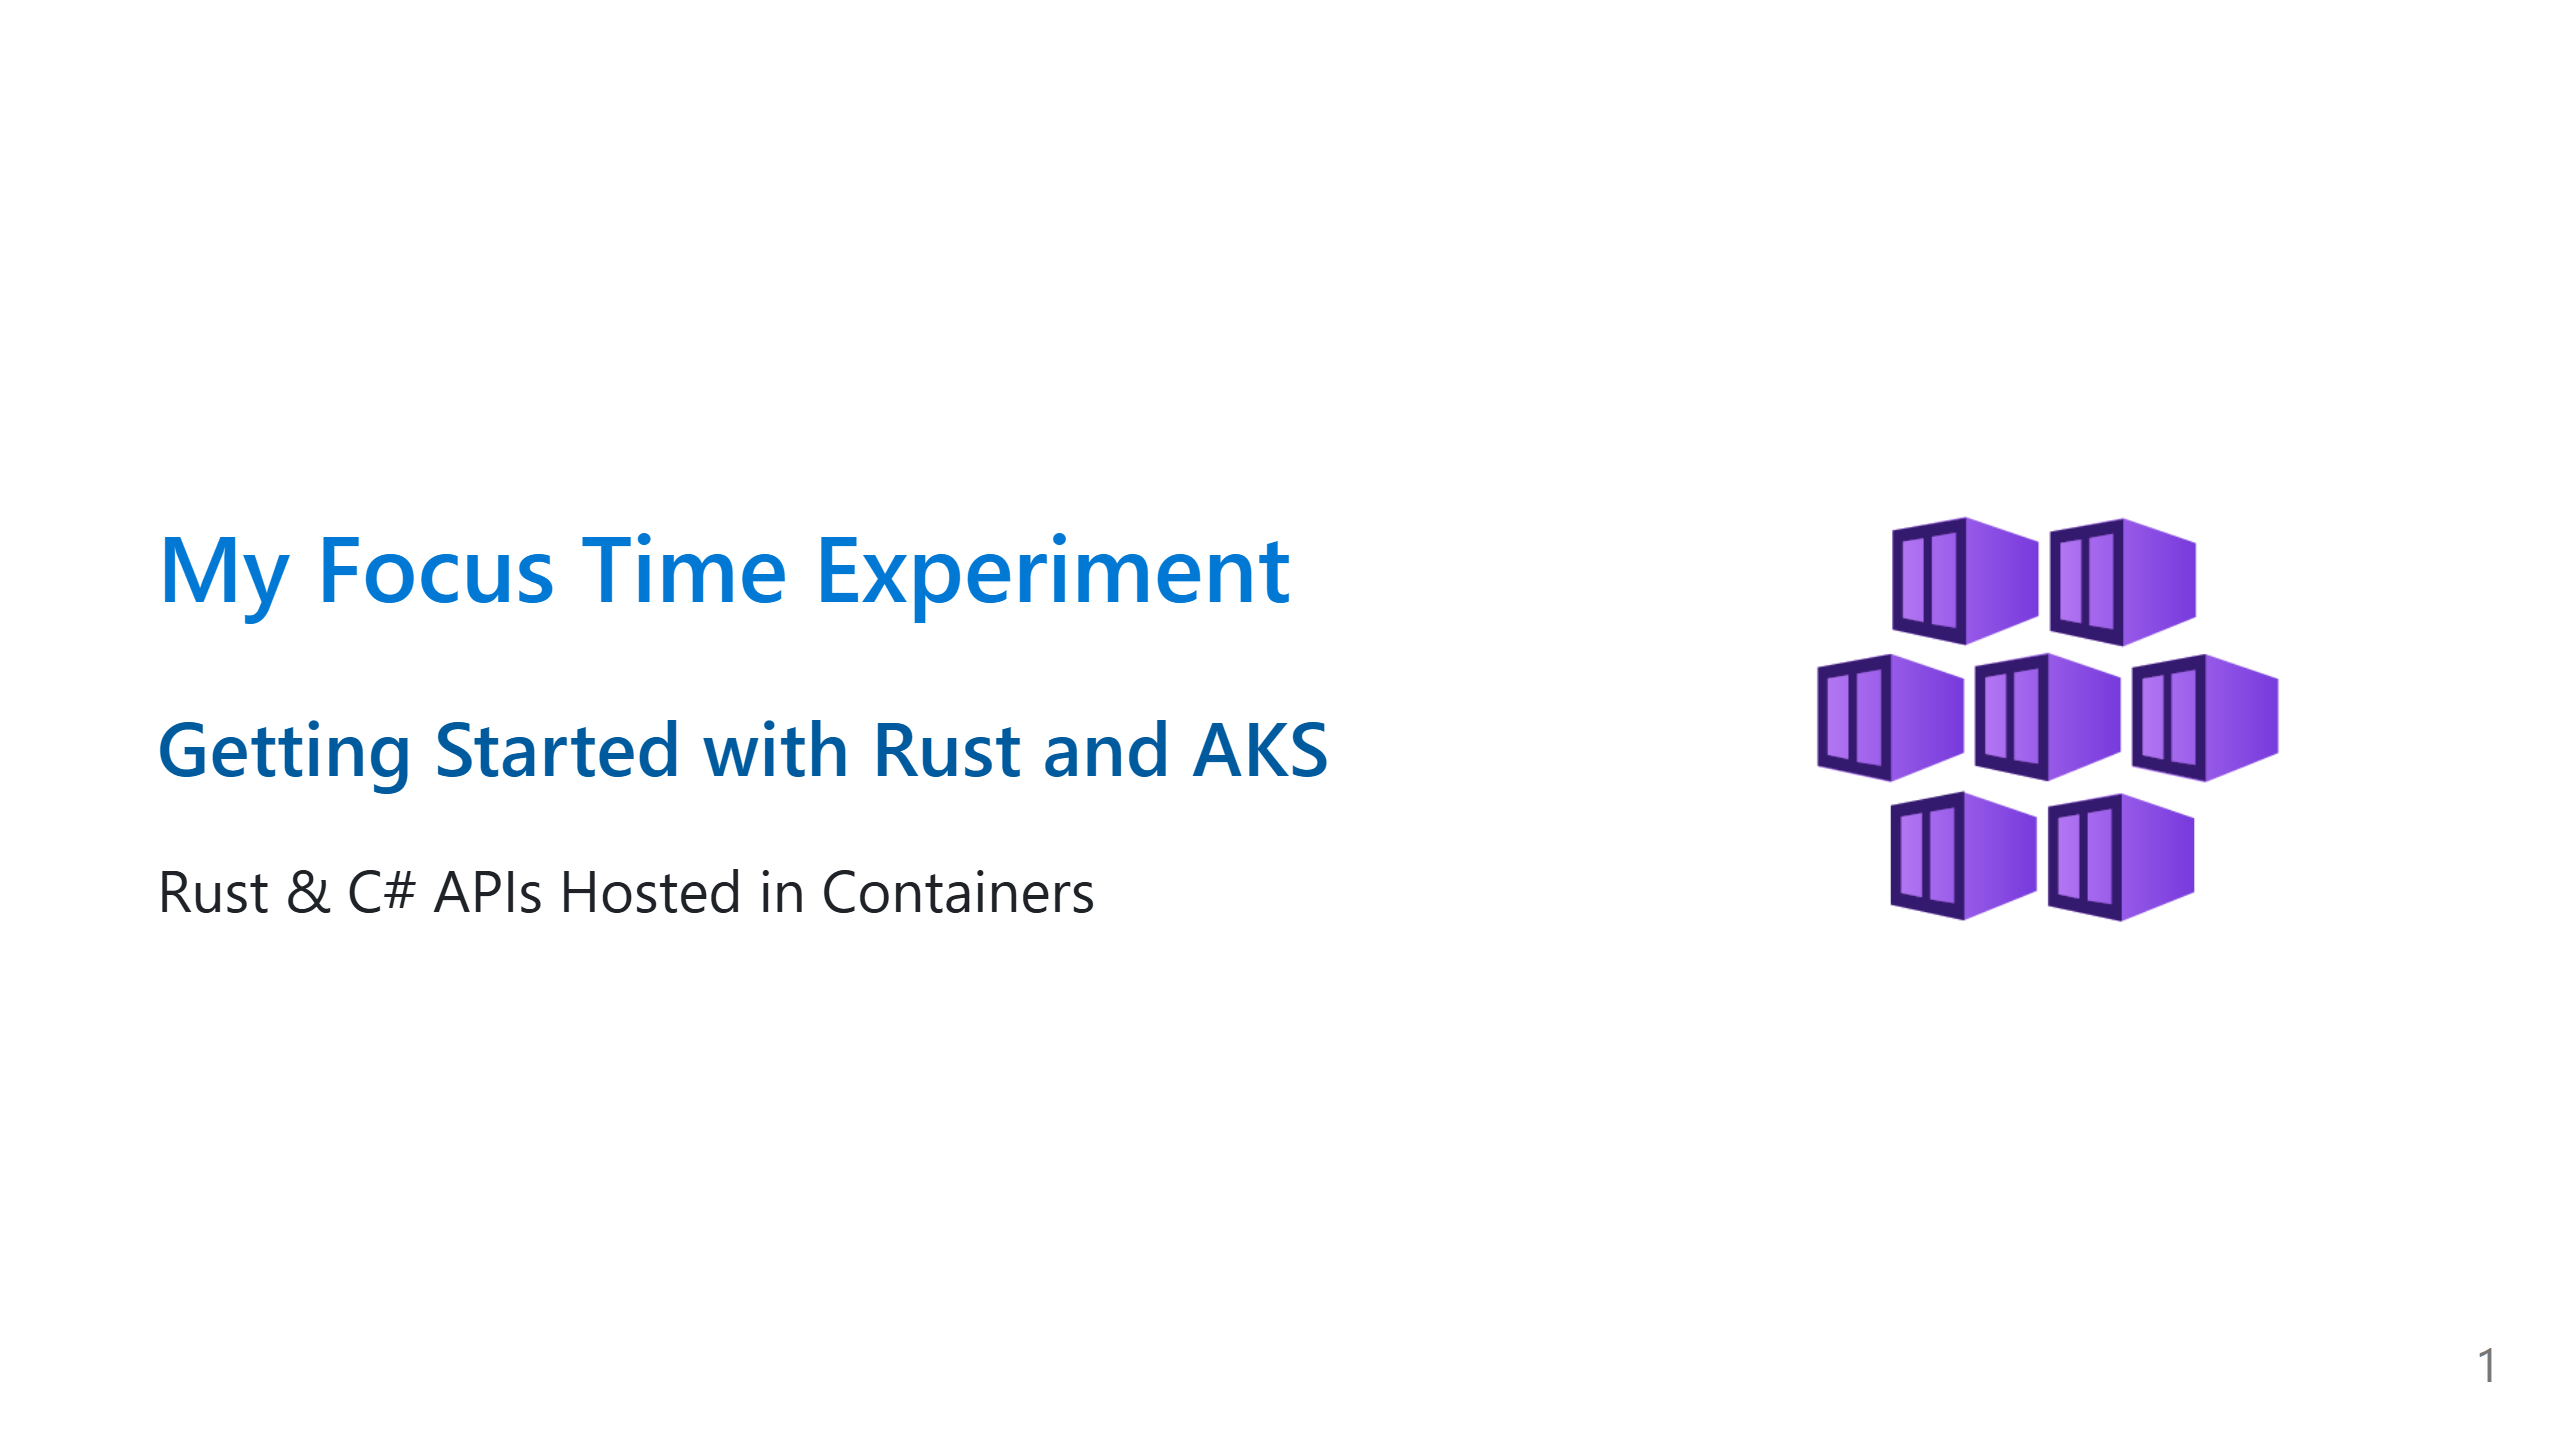 My Focus Time Experiment
Getting Started with Rust and AKS
Rust & C# APIs Hosted in Containers
1